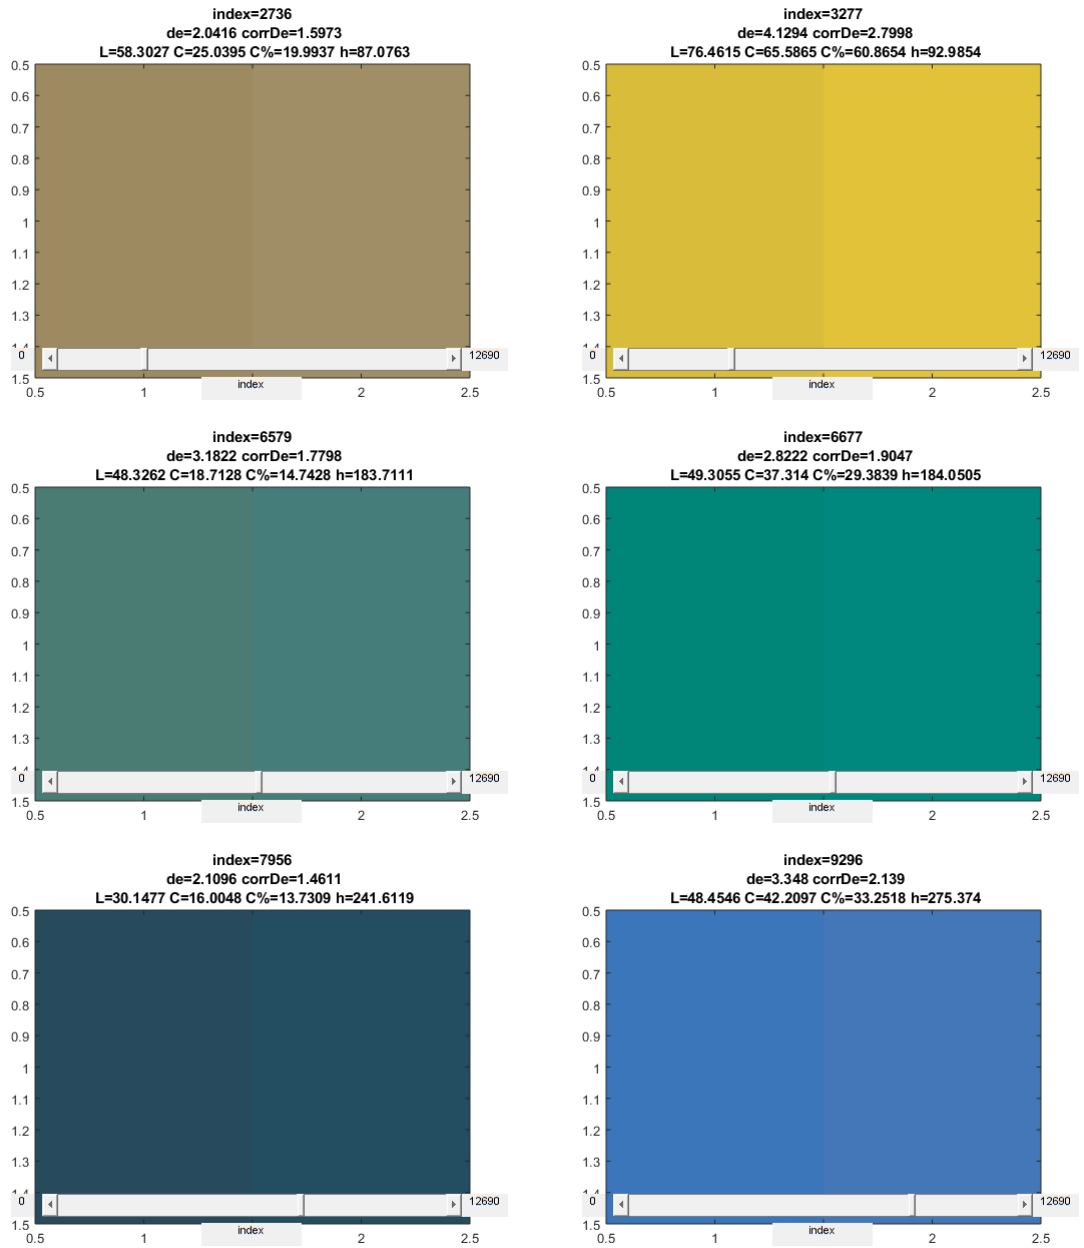 index=2736
de=2.0416 corrDe=1.5973
L=58.3027 C=25.0395 C%=19.9937 h=87.0763
0.5
0.6
0.7
0.8
0.9
1
1.1
1.2
1.3
1.4
0 12690
1.5
index
0.5 1 2 2.5
index=3277
de=4.1294 corrDe=2.7998
L=76.4615 C=65.5865 C%=60.8654 h=92.9854
0.5
0.6
0.7
0.8
0.9
1
1.1
1.2
1.3
1.4
0 12690
1.5
index
0.5 1 2 2.5
index=6579
de=3.1822 corrDe=1.7798
L=48.3262 C=18.7128 C%=14.7428 h=183.7111
0.5
0.6
0.7
0.8
0.9
1
1.1
1.2
1.3
1.4
0 12690
1.5
index
0.5 1 2 2.5
index=6677
de=2.8222 corrDe=1.9047
L=49.3055 C=37.314 C%=29.3839 h=184.0505
0.5
0.6
0.7
0.8
0.9
1
1.1
1.2
1.3
1.4
0 12690
1.5
index
0.5 1 2 2.5
index=7956
de=2.1096 corrDe=1.4611
L=30.1477 C=16.0048 C%=13.7309 h=241.6119
0.5
0.6
0.7
0.8
0.9
1
1.1
1.2
1.3
1.4
0 12690
1.5
index
0.5 1 2 2.5
index=9296
de=3.348 corrDe=2.139
L=48.4546 C=42.2097 C%=33.2518 h=275.374
0.5
0.6
0.7
0.8
0.9
1
1.1
1.2
1.3
1.4
0 12690
1.5
index
0.5 1 2 2.5